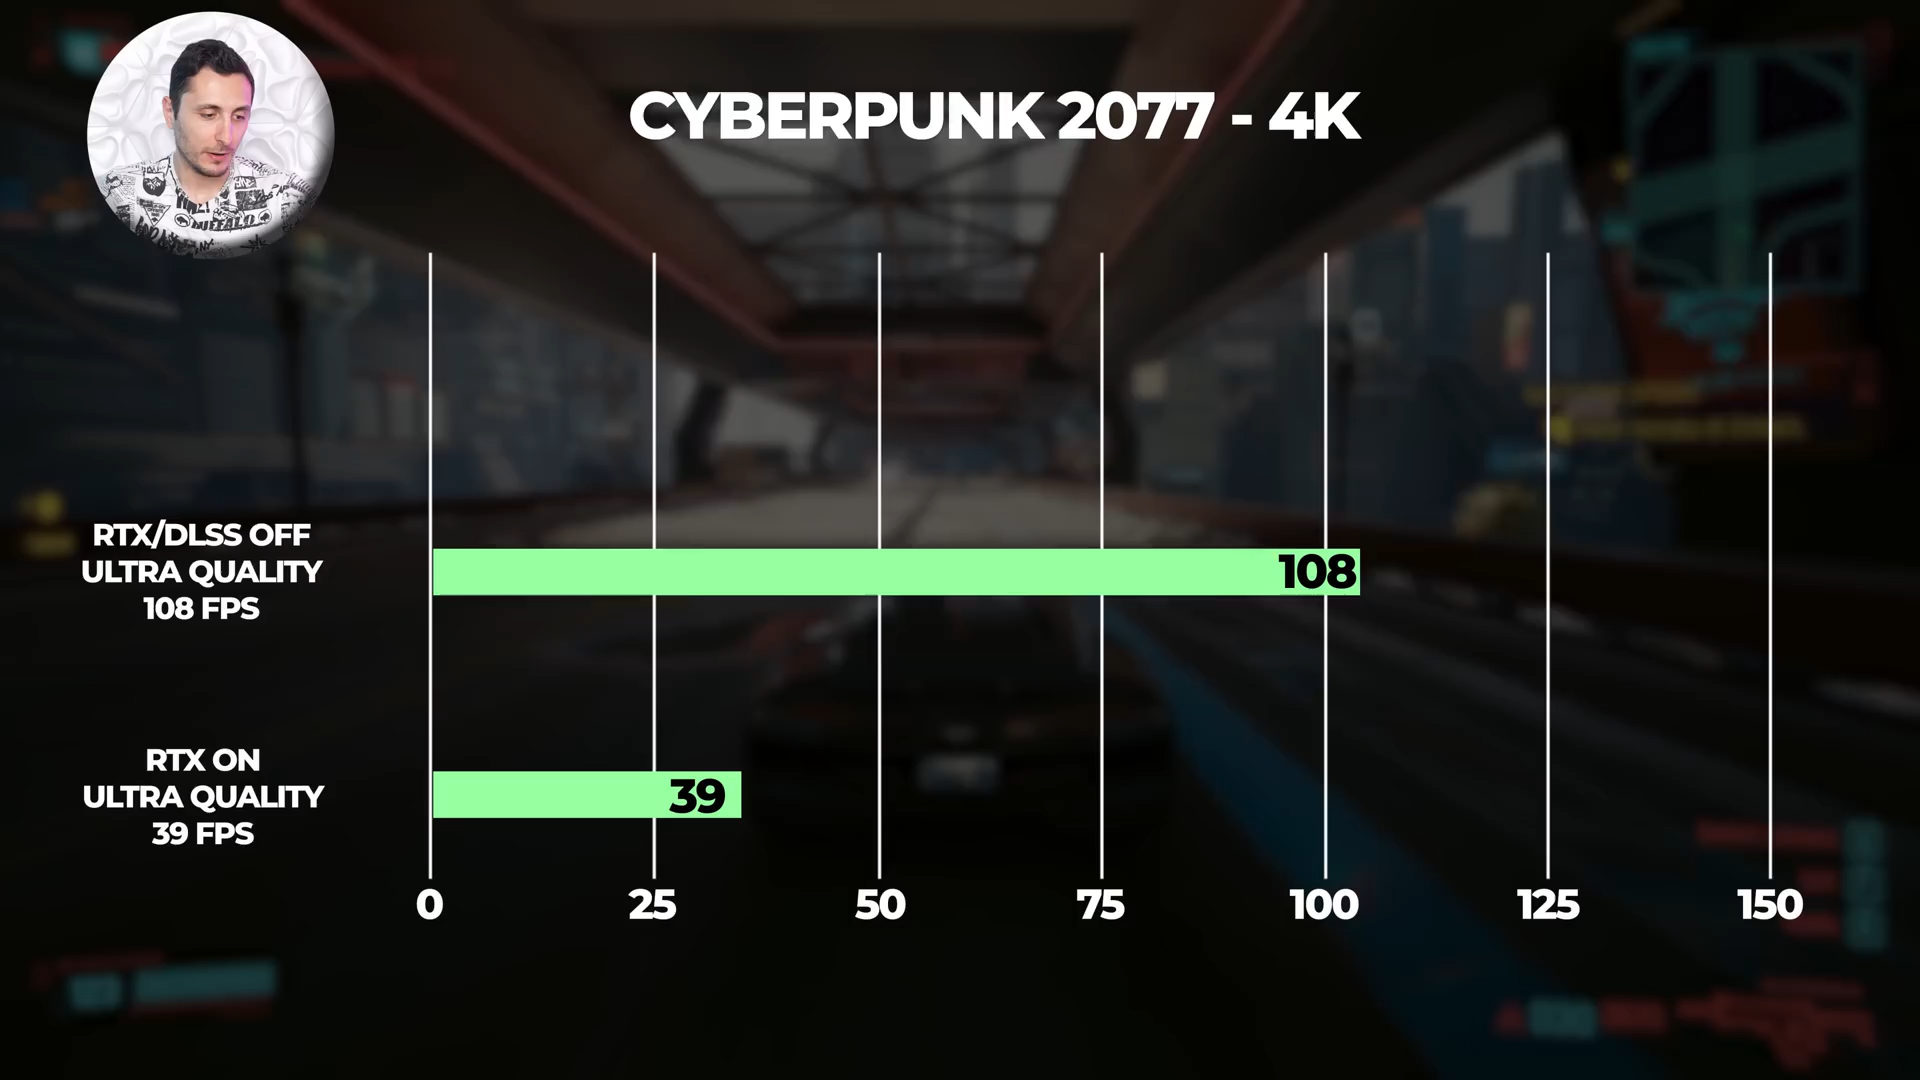 CYBERPUNK 2077 - 4K
RTX/DLSS OFF
ULTRA QUALITY
108 FPS
108
RTX ON
ULTRA QUALITY
39 FPS
39
0 25 50 75 100 125 150